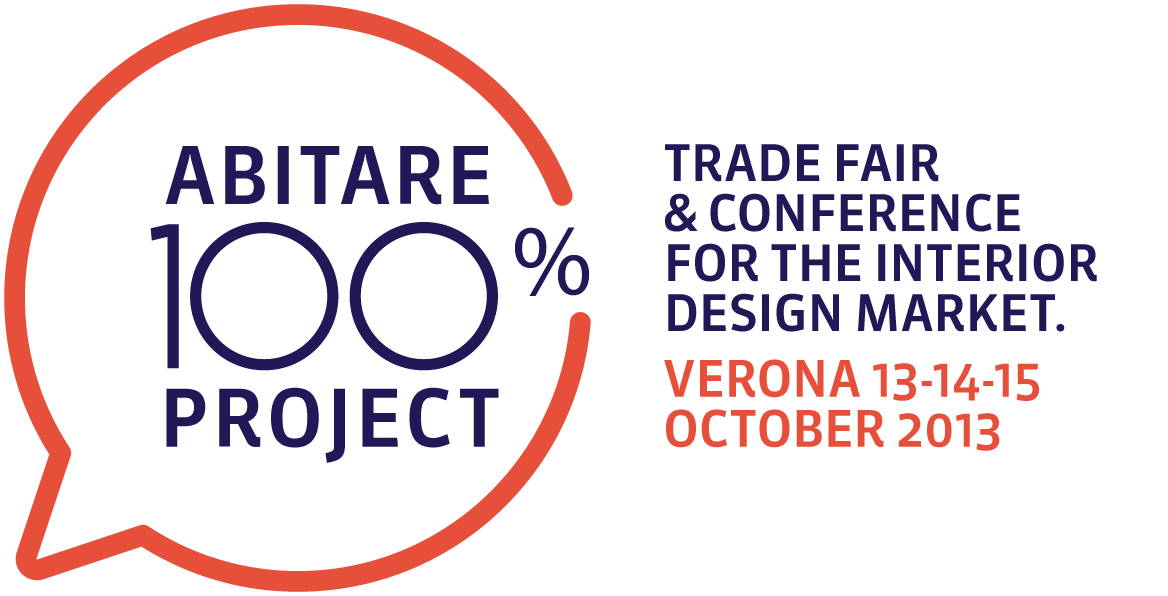 ABITARE
100%
PROJECT
TRADE FAIR
& CONFERENCE
FOR THE INTERIOR
DESIGN MARKET.
VERONA 13-14-15
OCTOBER 2013